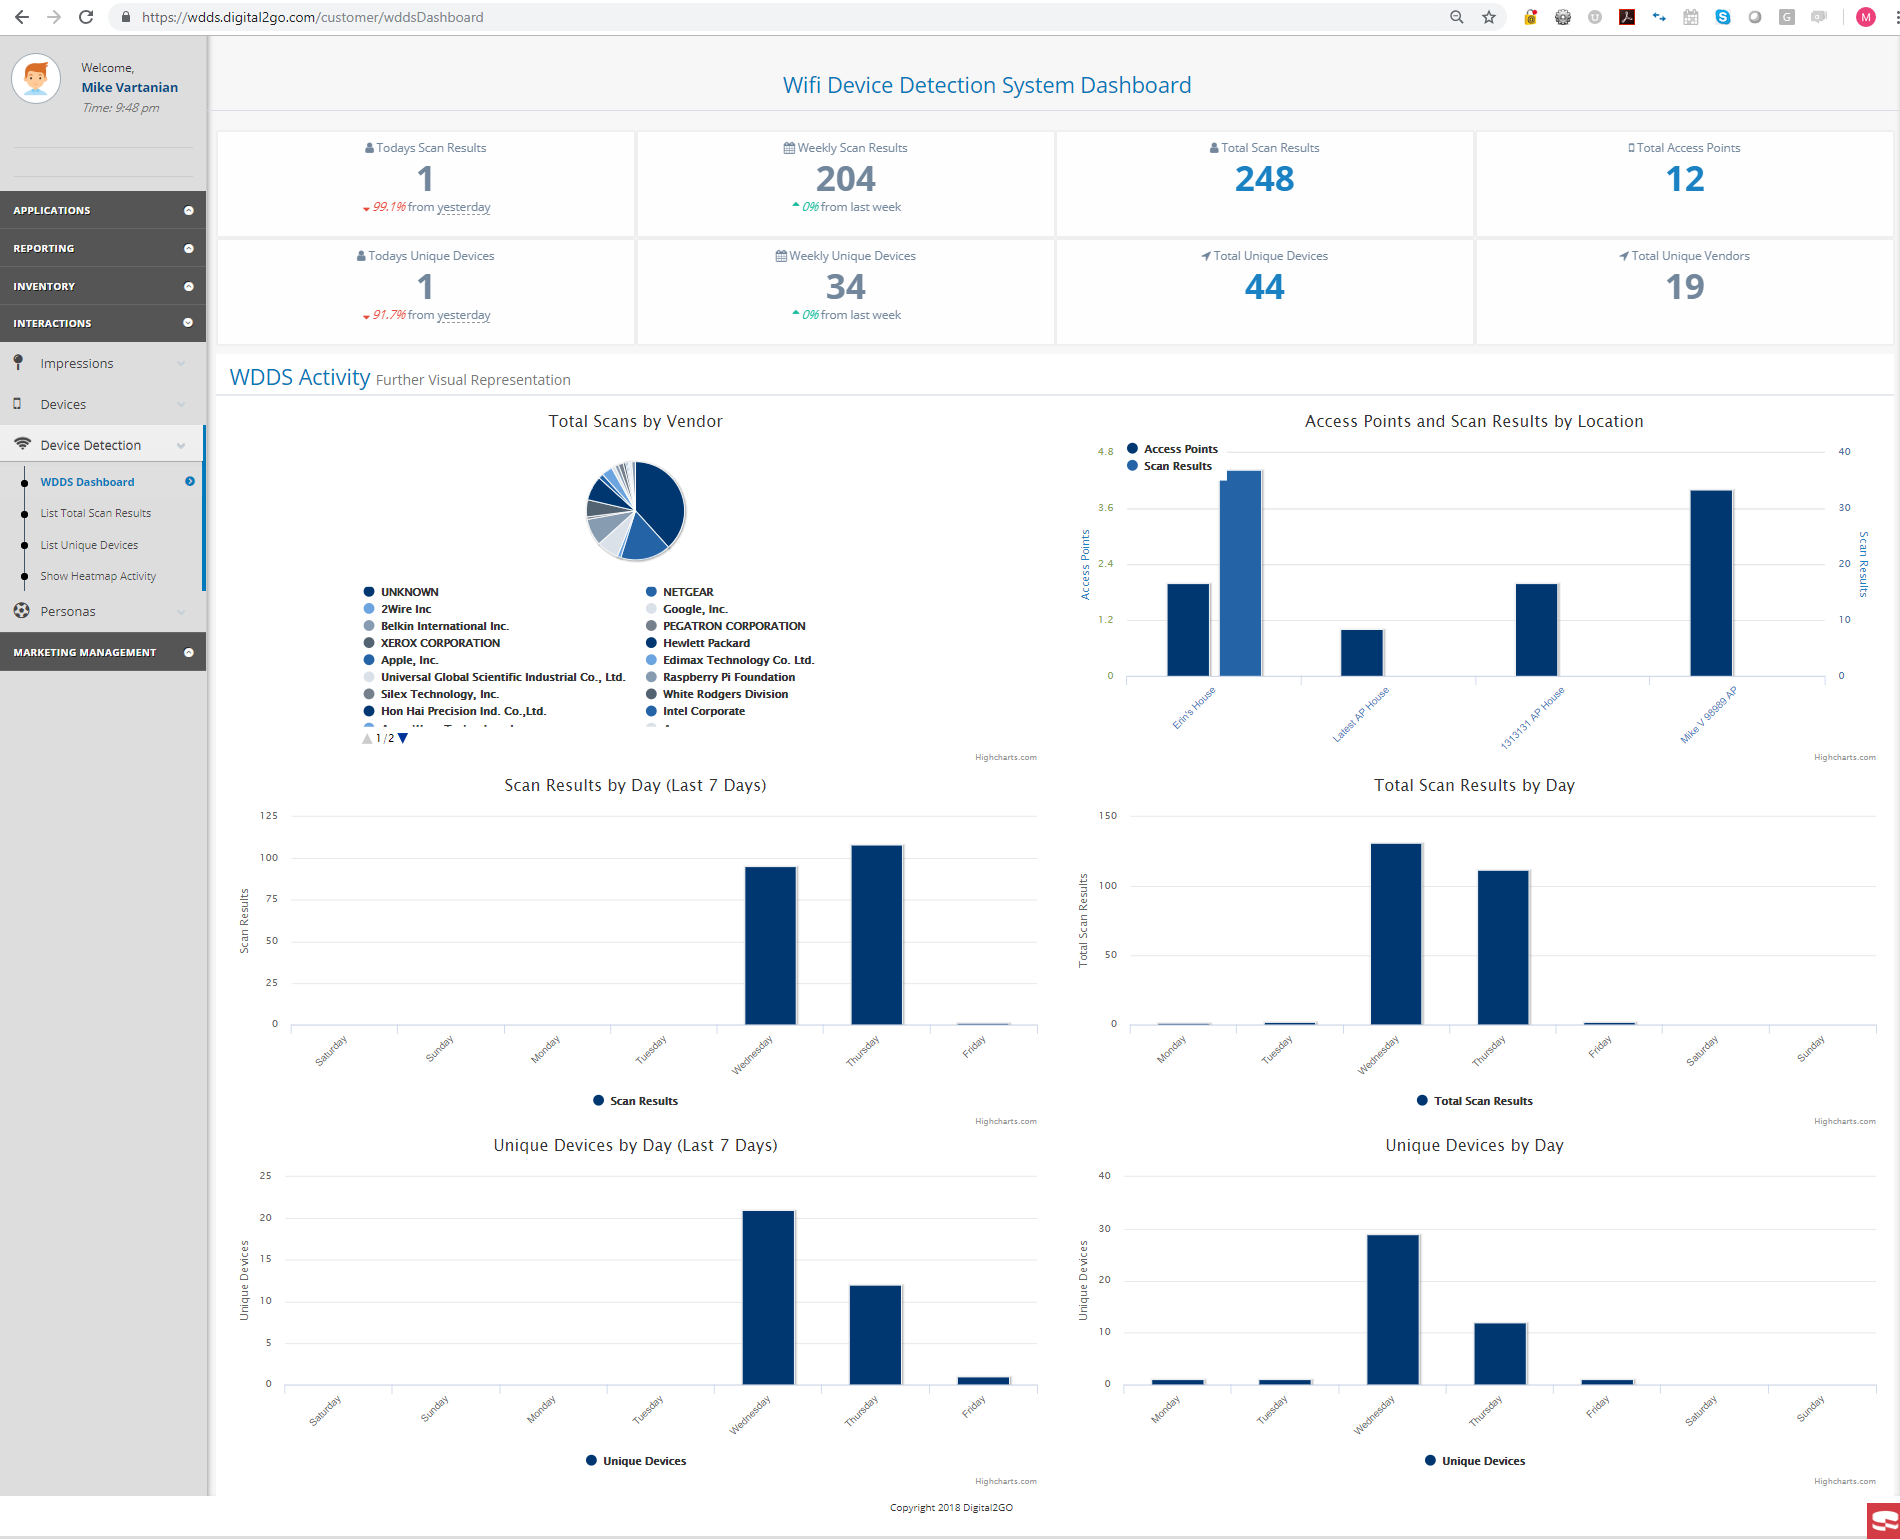 https://wdds.digital2go.com/customer/wddsDashboard
M
Welcome,
Mike Vartanian
Time: 9:48 pm
APPLICATIONS
REPORTING
INVENTORY
INTERACTIONS
Impressions
Devices
Device Detection
WDDS Dashboard
List Total Scan Results
List Unique Devices
Show Heatmap Activity
Personas
MARKETING MANAGEMENT
Wifi Device Detection System Dashboard
Todays Scan Results
1
99.1% from yesterday
Weekly Scan Results
204
0% from last week
Total Scan Results
248
Total Access Points
12
Todays Unique Devices
1
91.7% from yesterday
Weekly Unique Devices
34
0% from last week
Total Unique Devices
44
Total Unique Vendors
19
WDDS Activity Further Visual Representation
Total Scans by Vendor
UNKNOWN
NETGEAR
2Wire Inc
Google, Inc.
Belkin International Inc.
PEGATRON CORPORATION
XEROX CORPORATION
Hewlett Packard
Apple, Inc.
Edimax Technology Co. Ltd.
Universal Global Scientific Industrial Co., Ltd.
Raspberry Pi Foundation
Silex Technology, Inc.
White Rodgers Division
Hon Hai Precision Ind. Co.,Ltd.
Intel Corporate
1/2
Highcharts.com
Access Points and Scan Results by Location
Access Points
Scan Results
4.8
3.6
2.4
1.2
0
Access Points
40
30
20
10
0
Scan Results
Erin's House
Latest AP House
1313131 AP House
Mike V 98989 AP
Highcharts.com
Scan Results by Day (Last 7 Days)
125
100
75
50
25
0
Scan Results
Saturday
Sunday
Monday
Tuesday
Wednesday
Thursday
Friday
Scan Results
Highcharts.com
Total Scan Results by Day
150
100
50
0
Total Scan Results
Monday
Tuesday
Wednesday
Thursday
Friday
Saturday
Sunday
Total Scan Results
Highcharts.com
Unique Devices by Day (Last 7 Days)
25
20
15
10
5
0
Unique Devices
Saturday
Sunday
Monday
Tuesday
Wednesday
Thursday
Friday
Unique Devices
Highcharts.com
Unique Devices by Day
40
30
20
10
0
Unique Devices
Monday
Tuesday
Wednesday
Thursday
Friday
Saturday
Sunday
Unique Devices
Highcharts.com
Copyright 2018 Digital2GO